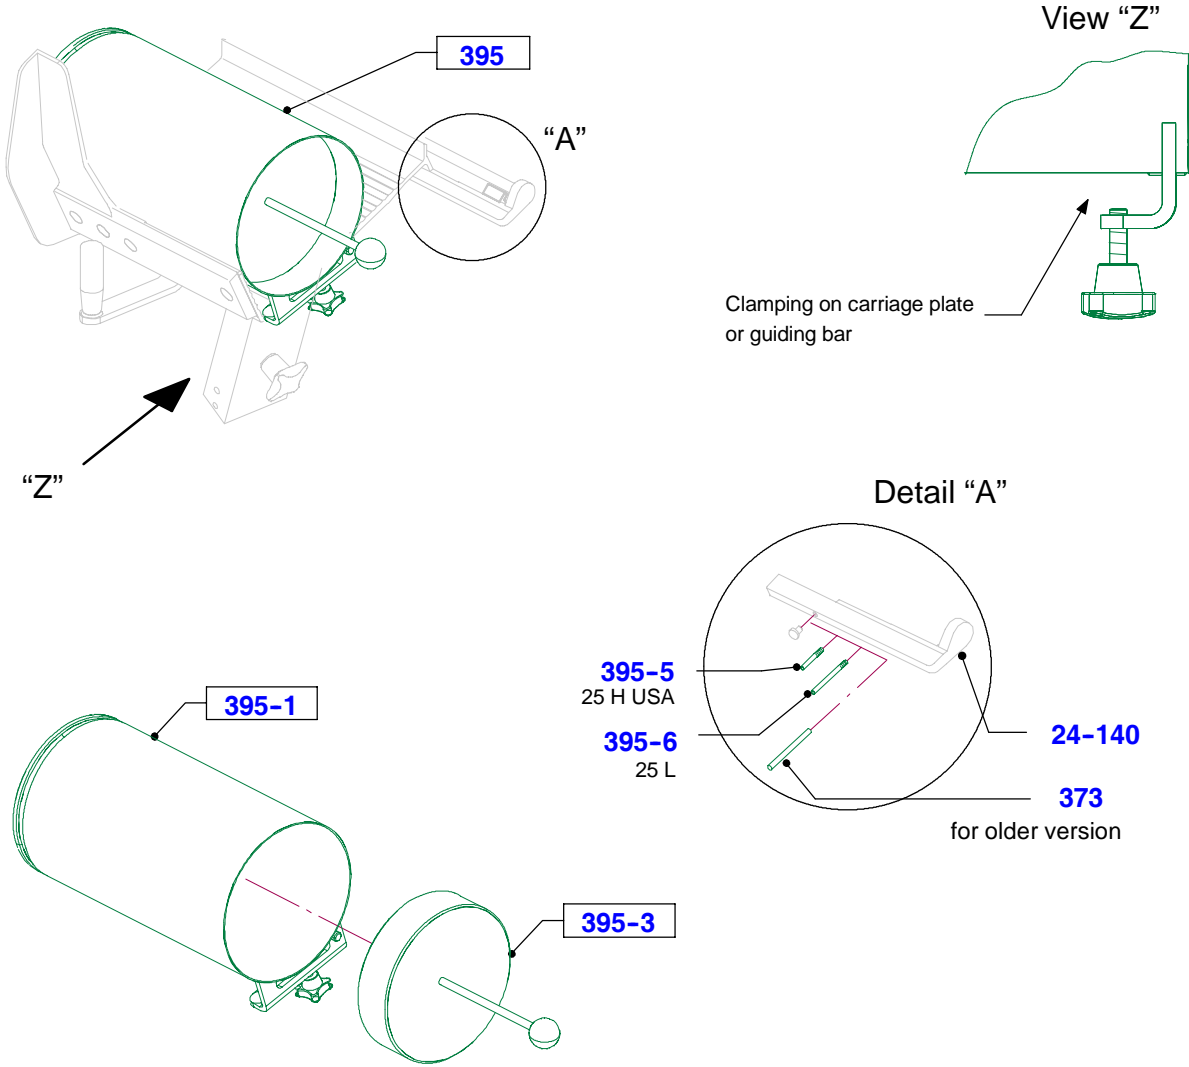 View “Z”
395
“A”
Clamping on carriage plate
or guiding bar
“Z”
Detail “A”
395-5
25 H USA
395-1
395-6
25 L
24-140
373
for older version
395-3